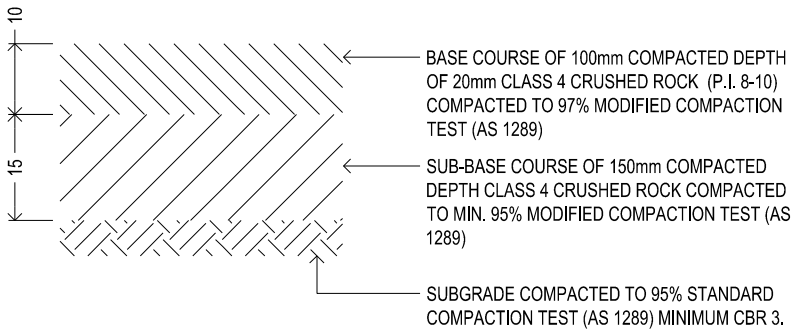 10
BASE COURSE OF 100mm COMPACTED DEPTH
OF 20mm CLASS 4 CRUSHED ROCK (P.I. 8-10)
COMPACTED TO 97% MODIFIED COMPACTION
TEST (AS 1289)
15
SUB-BASE COURSE OF 150mm COMPACTED
DEPTH CLASS 4 CRUSHED ROCK COMPACTED
TO MIN. 95% MODIFIED COMPACTION TEST (AS
1289)
SUBGRADE COMPACTED TO 95% STANDARD
COMPACTION TEST (AS 1289) MINIMUM CBR 3.